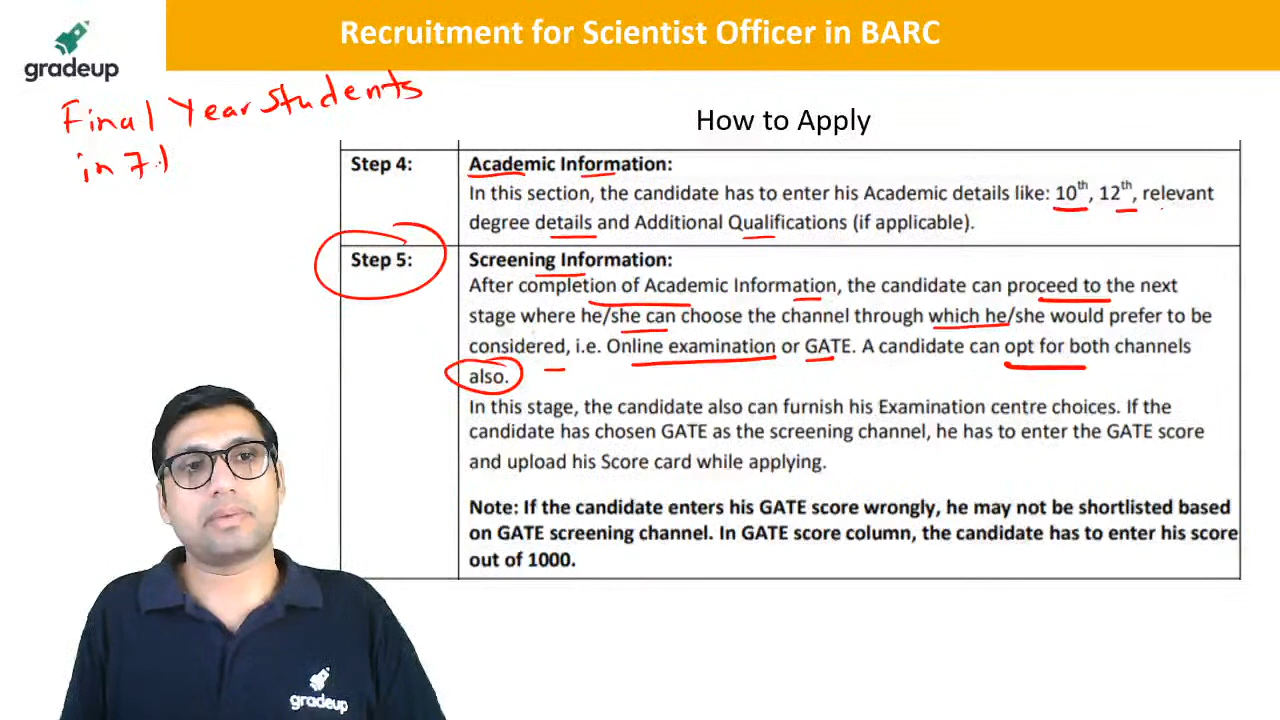 Recruitment for Scientist Officer in BARC
gradeup
Final Year Students
in 7.1
How to Apply
Step 4:
Academic Information:
In this section, the candidate has to enter his Academic details like: 10th, 12th, relevant
degree details and Additional Qualifications (if applicable).
Step 5:
Screening Information:
After completion of Academic Information, the candidate can proceed to the next
stage where he/she can choose the channel through which he/she would prefer to be
considered, i.e. Online examination or GATE. A candidate can opt for both channels
also.
In this stage, the candidate also can furnish his Examination centre choices. If the
candidate has chosen GATE as the screening channel, he has to enter the GATE score
and upload his Score card while applying.
Note: If the candidate enters his GATE score wrongly, he may not be shortlisted based
on GATE screening channel. In GATE score column, the candidate has to enter his score
out of 1000.
gradeup